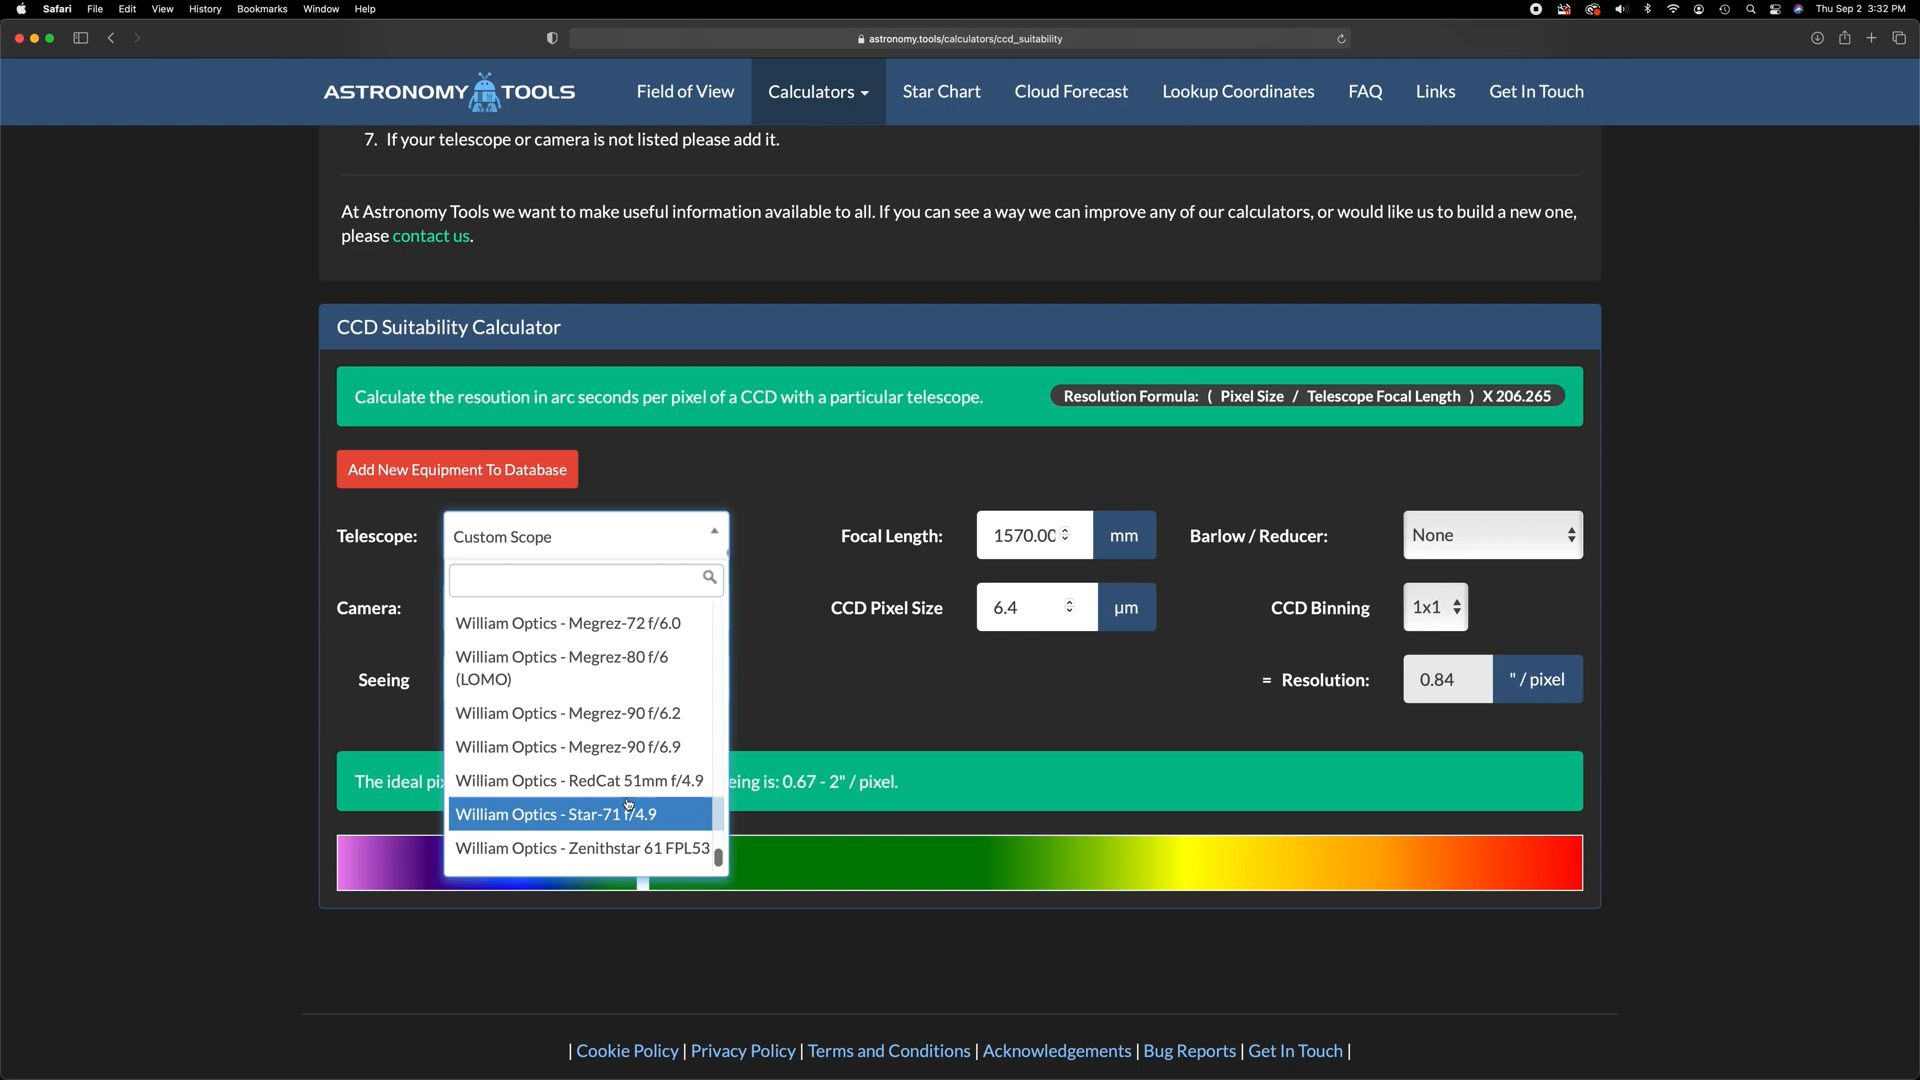 Safari File Edit View History Bookmarks Window Help Thu Sep 2 3:32 PM
astronomy.tools/calculators/ccd_suitability
ASTRONOMY TOOLS Field of View Calculators Star Chart Cloud Forecast Lookup Coordinates FAQ Links Get In Touch
7. If your telescope or camera is not listed please add it.
At Astronomy Tools we want to make useful information available to all. If you can see a way we can improve any of our calculators, or would like us to build a new one,
please contact us.
CCD Suitability Calculator
Calculate the resoution in arc seconds per pixel of a CCD with a particular telescope. Resolution Formula: ( Pixel Size / Telescope Focal Length ) X 206.265
Add New Equipment To Database
Telescope: Custom Scope Focal Length: 1570.00 mm Barlow / Reducer: None
Camera: CCD Pixel Size 6.4 µm CCD Binning 1x1
William Optics - Megrez-72 f/6.0
William Optics - Megrez-80 f/6
(LOMO)
Seeing = Resolution: 0.84 " / pixel
William Optics - Megrez-90 f/6.2
William Optics - Megrez-90 f/6.9
William Optics - RedCat 51mm f/4.9
The ideal pi eing is: 0.67 - 2" / pixel.
William Optics - Star-71 f/4.9
William Optics - Zenithstar 61 FPL53
| Cookie Policy | Privacy Policy | Terms and Conditions | Acknowledgements | Bug Reports | Get In Touch |